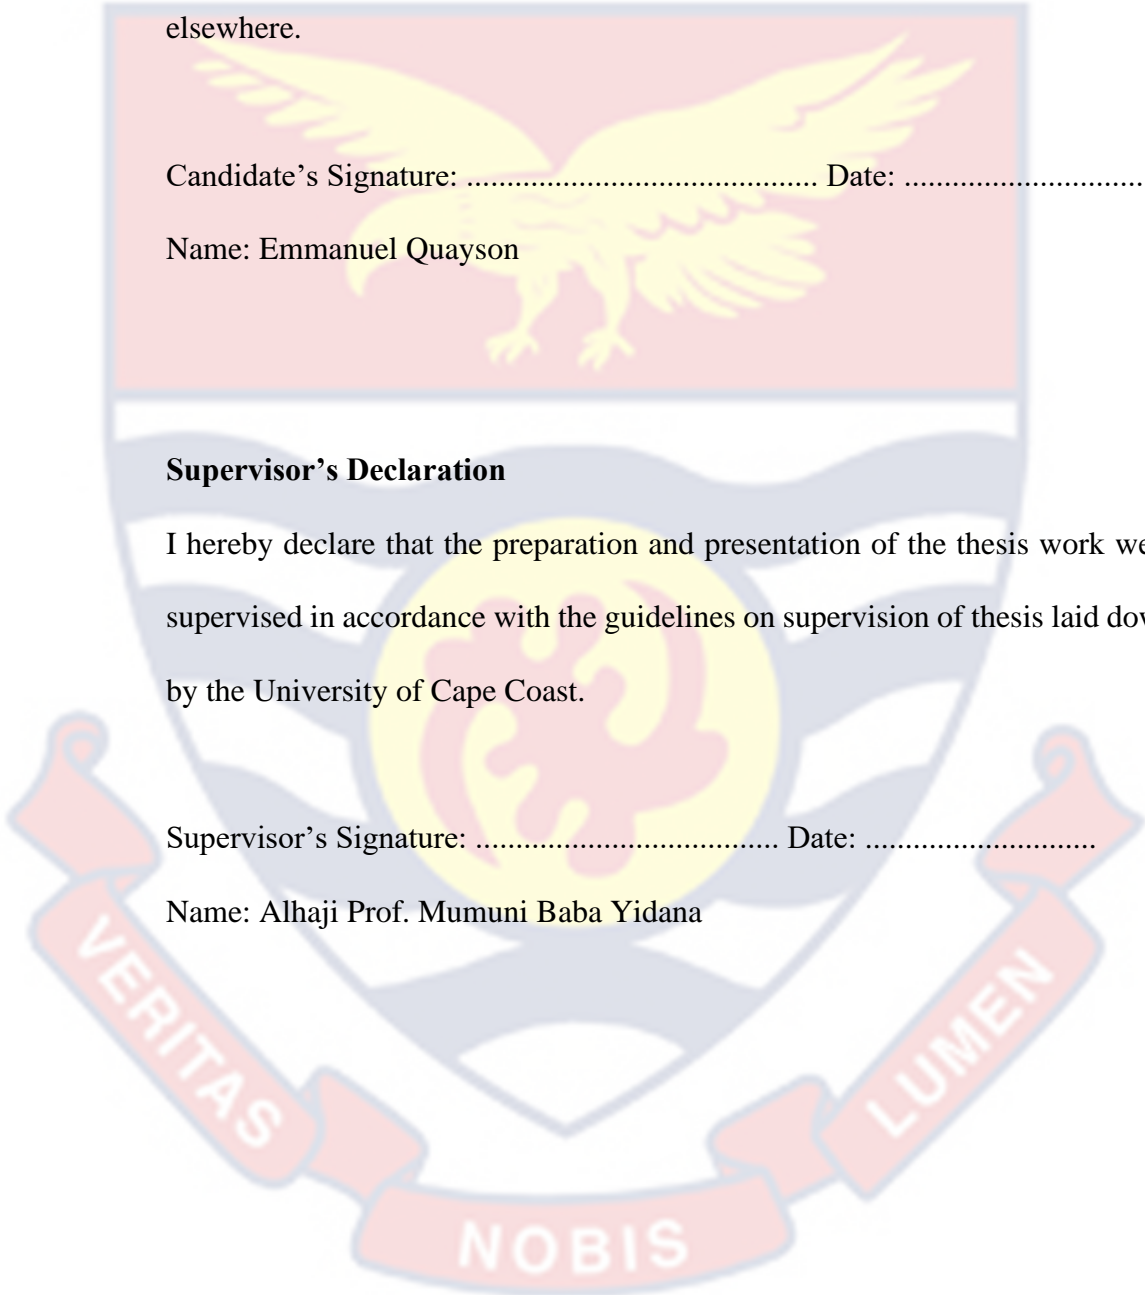 elsewhere.
Candidate’s Signature: ........................................... Date: .............................
Name: Emmanuel Quayson
Supervisor’s Declaration
I hereby declare that the preparation and presentation of the thesis work we
supervised in accordance with the guidelines on supervision of thesis laid dov
by the University of Cape Coast.
Supervisor’s Signature: ..................................... Date: ............................
Name: Alhaji Prof. Mumuni Baba Yidana
VERITAS
NOBIS
LUMEN